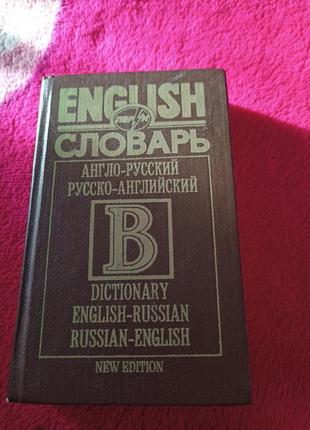 ENGLISH
СЛОВАРЬ
АНГЛО-РУССКИЙ
РУССКО-АНГЛИЙСКИЙ
B
DICTIONARY
ENGLISH-RUSSIAN
RUSSIAN-ENGLISH
NEW EDITION